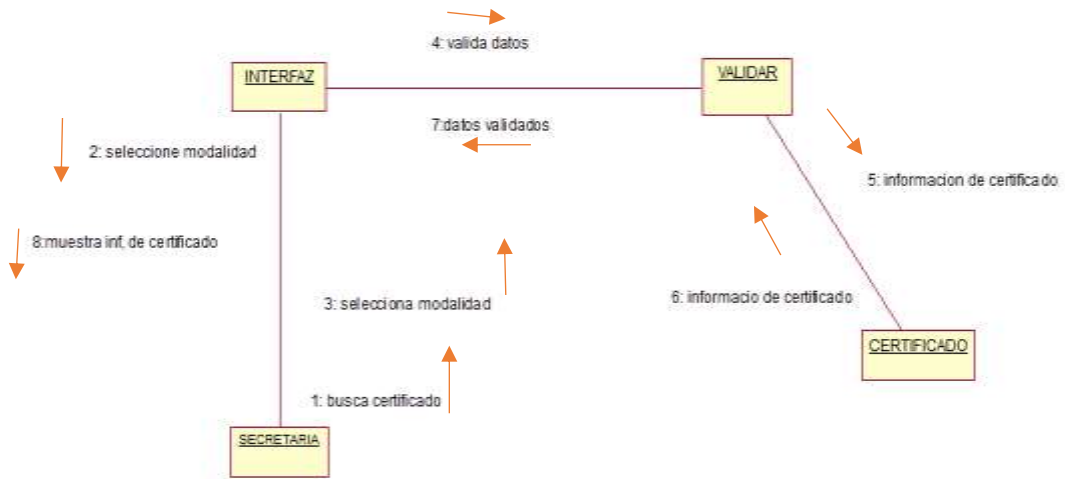 4: valida datos
INTERFAZ
VALIDAR
7:datos validados
2: seleccione modalidad
5: informacion de certificado
8:muestra inf, de certificado
3: selecciona modalidad
6: informacio de certificado
CERTIFICADO
1: busca certificado
SECRETARIA